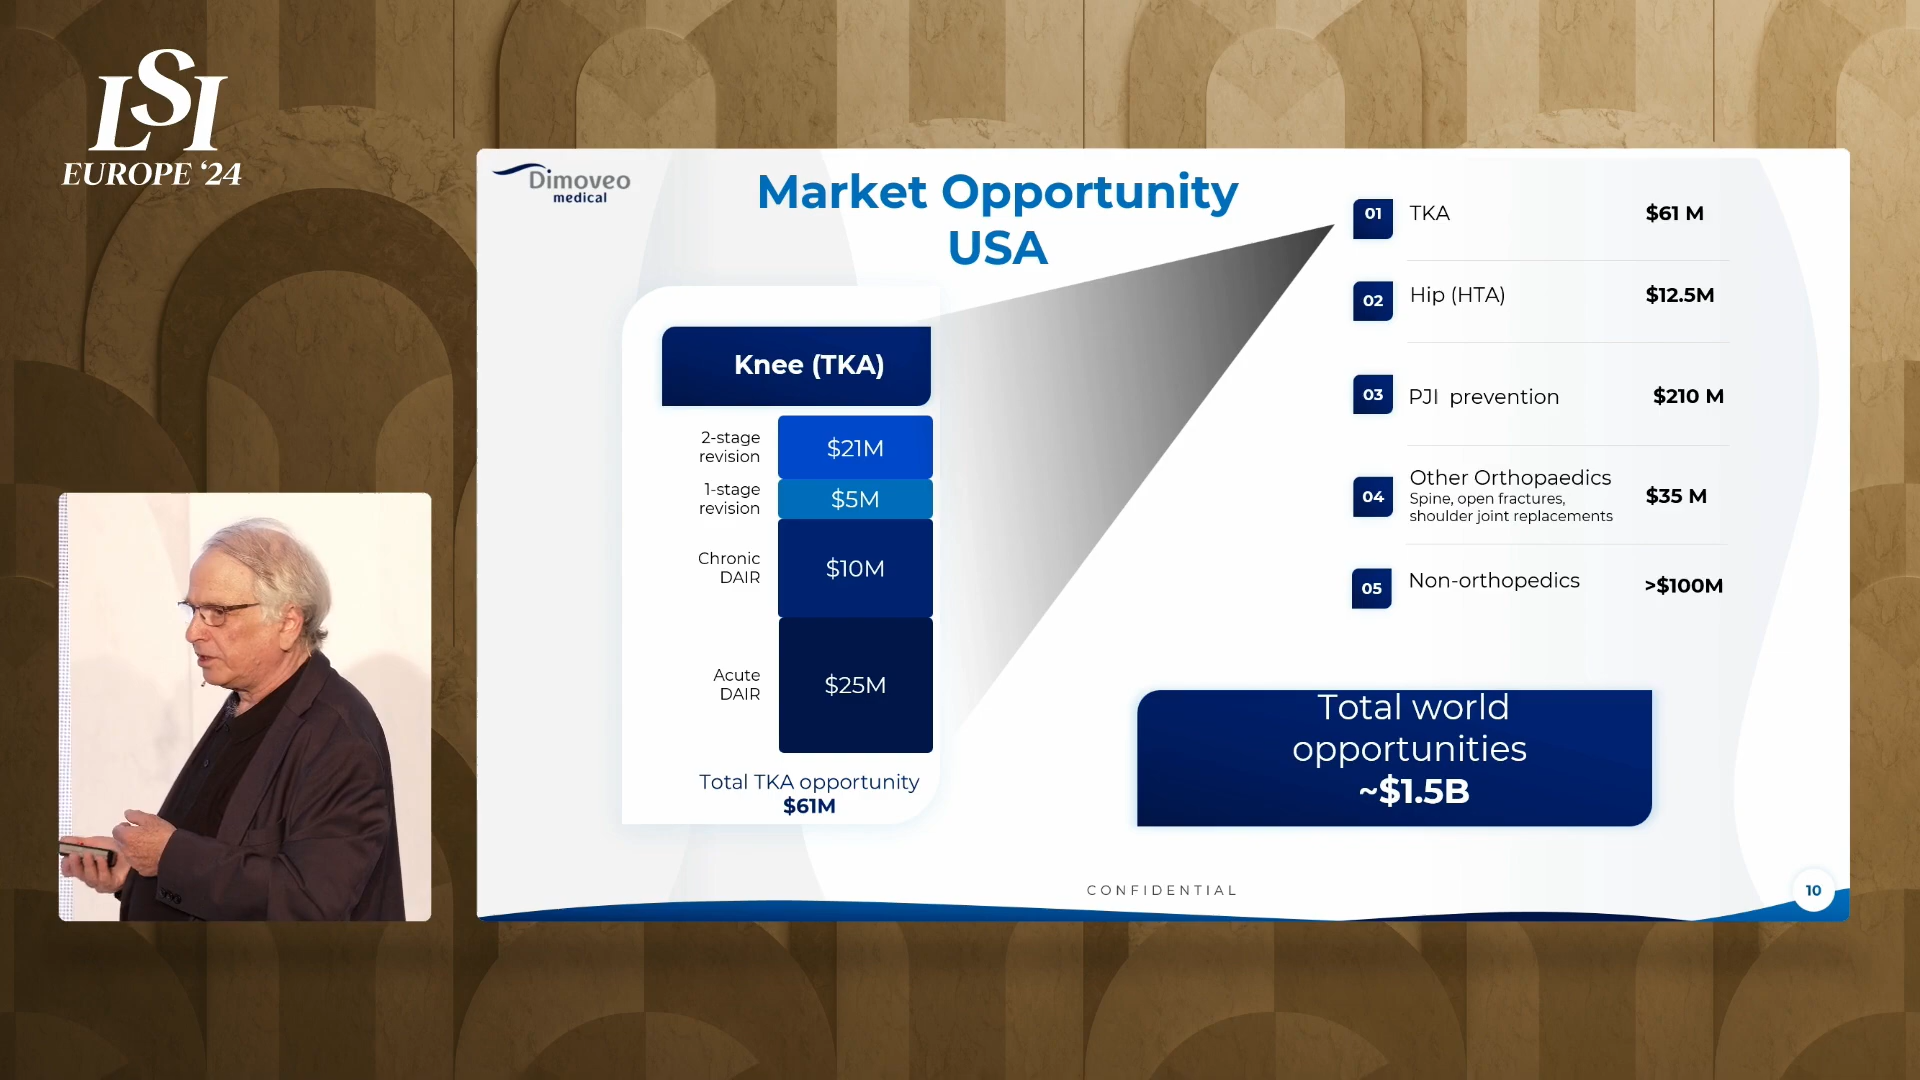 LSI
EUROPE ‘24
Dimoveo
medical
Market Opportunity
USA
Knee (TKA)
2-stage
revision
$21M
1-stage
revision
$5M
Chronic
DAIR
$10M
Acute
DAIR
$25M
Total TKA opportunity
$61M
01 TKA $61 M
02 Hip (HTA) $12.5M
03 PJI prevention $210 M
04 Other Orthopaedics $35 M
Spine, open fractures,
shoulder joint replacements
05 Non-orthopedics >$100M
Total world
opportunities
~$1.5B
CONFIDENTIAL
10